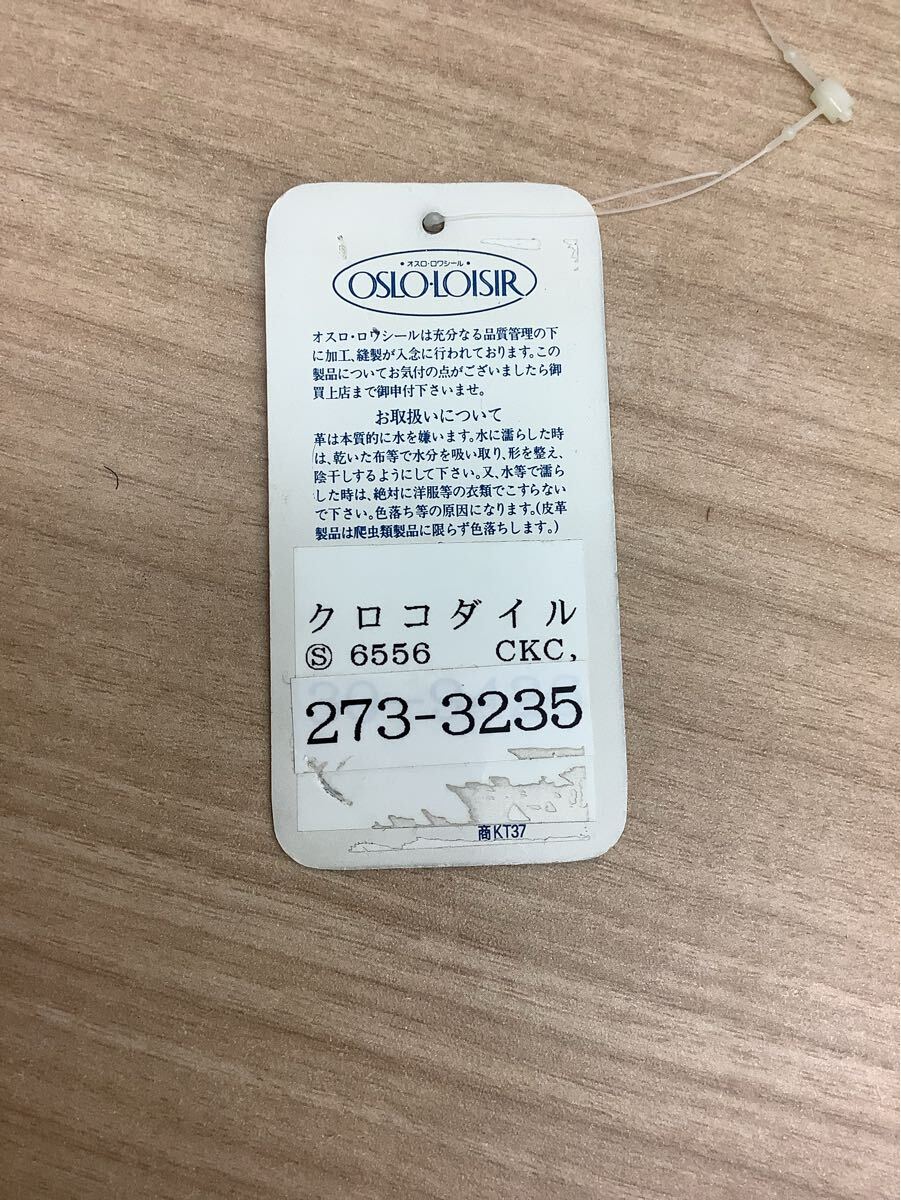 • オスロ・ロワシール •
OSLO・LOISIR
オスロ・ロワシールは充分なる品質管理の下
に加工、縫製が入念に行われております。この
製品についてお気付の点がございましたら御
買上店まで御申付下さいませ。
お取扱いについて
革は本質的に水を嫌います。水に濡らした時
は、乾いた布等で水分を吸い取り、形を整え、
陰干しするようにして下さい。又、水等で濡ら
した時は、絶対に洋服等の衣類でこすらない
で下さい。色落ち等の原因になります。(皮革
製品は爬虫類製品に限らず色落ちします。)
クロコダイル
Ⓢ 6556 CKC,
273-3235
商KT37